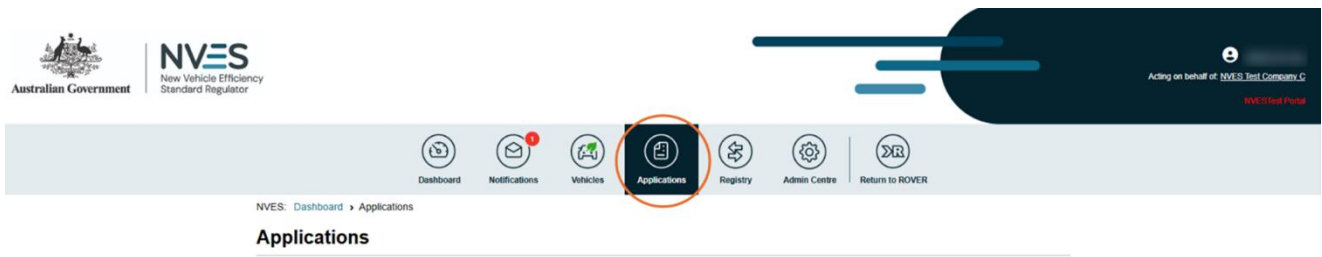 Australian Government
NVES
New Vehicle Efficiency
Standard Regulator
Acting on behalf of: NVES Test Company C
NVESTest Portal
1
Dashboard Notifications Vehicles Applications Registry Admin Centre Return to ROVER
NVES: Dashboard › Applications
Applications